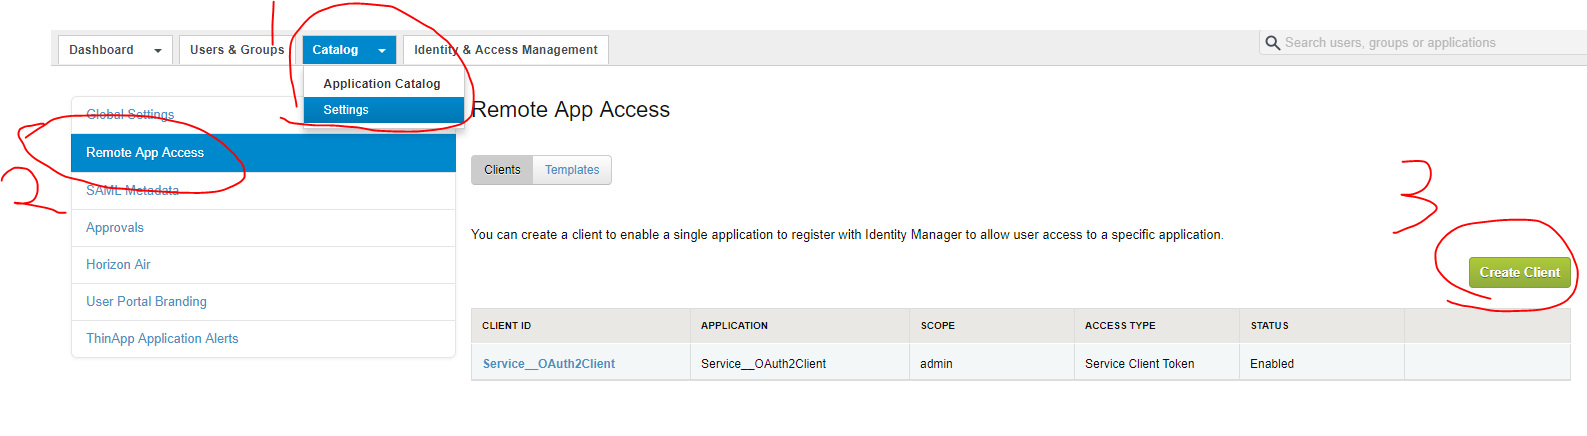 1
Dashboard
Users & Groups
Catalog
Identity & Access Management
Search users, groups or applications
Application Catalog
Settings
Global Settings
Remote App Access
SAML Metadata
Approvals
Horizon Air
User Portal Branding
ThinApp Application Alerts
2
Remote App Access
Clients
Templates
3
You can create a client to enable a single application to register with Identity Manager to allow user access to a specific application.
Create Client
CLIENT ID APPLICATION SCOPE ACCESS TYPE STATUS
Service__OAuth2Client Service__OAuth2Client admin Service Client Token Enabled